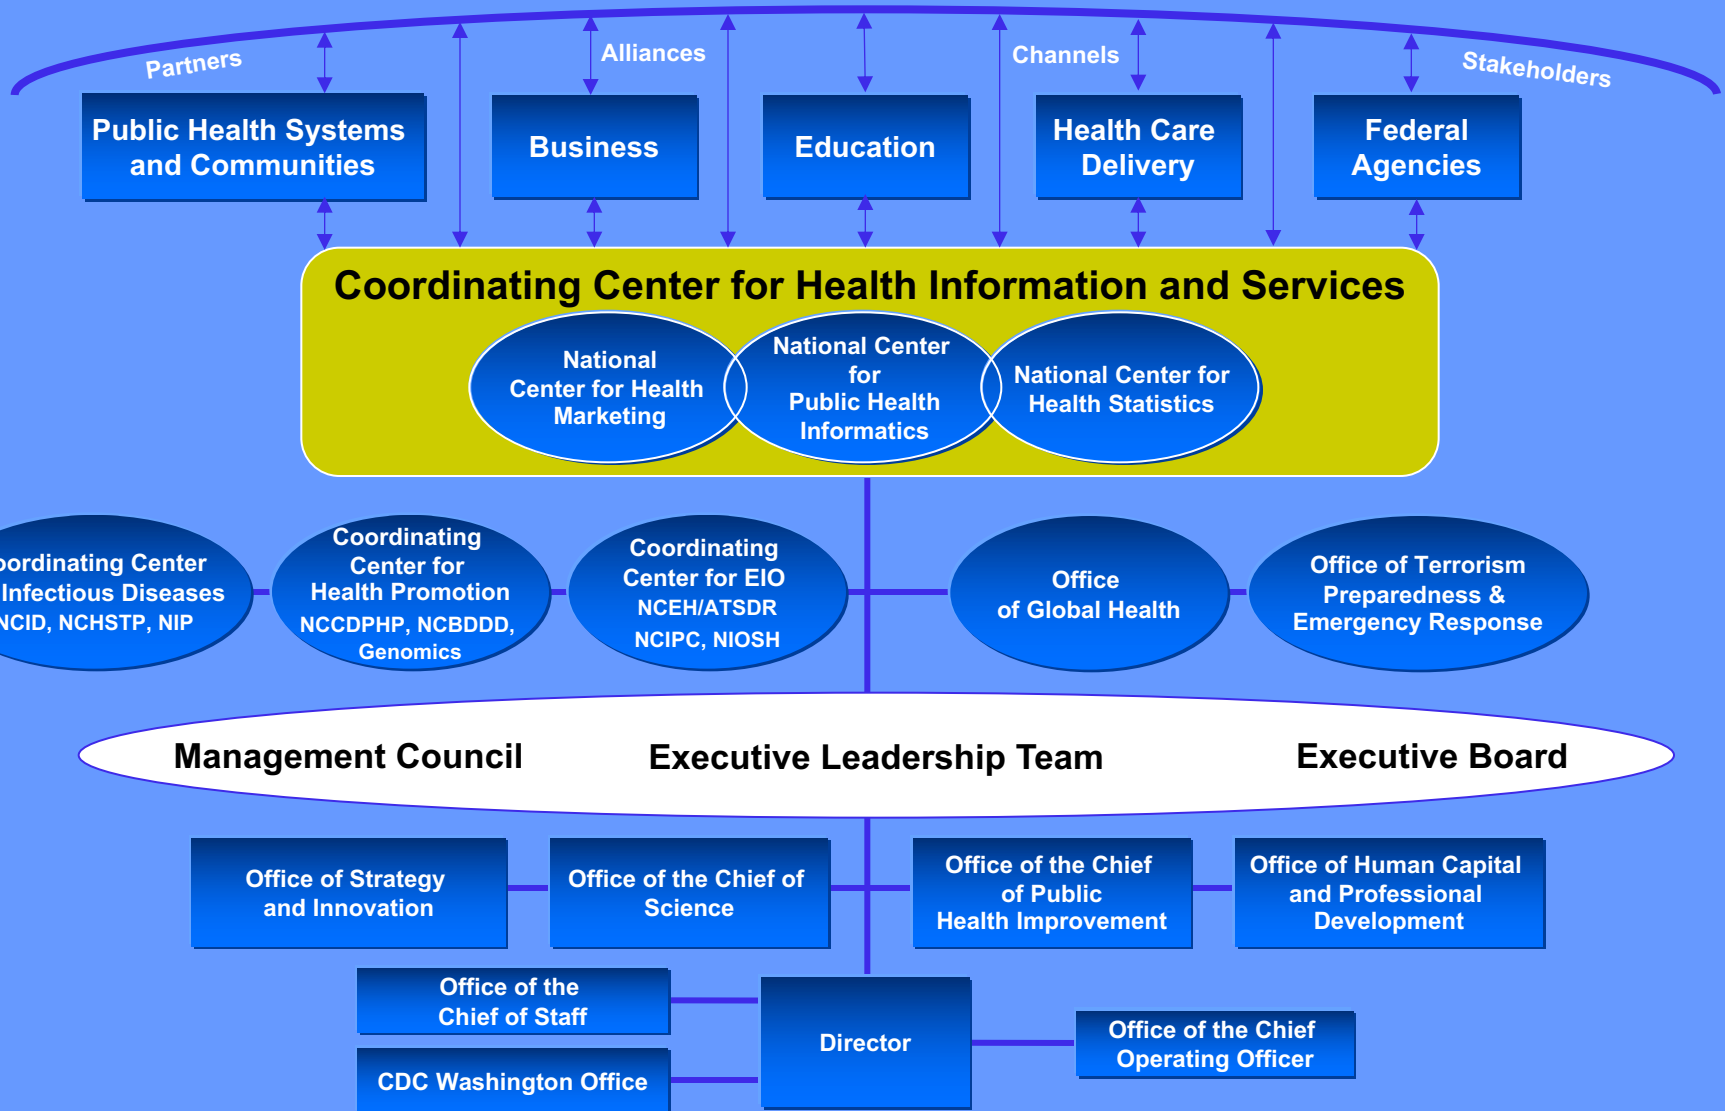 Partners
Alliances
Channels
Stakeholders
Public Health Systems
and Communities
Business
Education
Health Care
Delivery
Federal
Agencies
Coordinating Center for Health Information and Services
National
Center for Health
Marketing
National Center
for
Public Health
Informatics
National Center for
Health Statistics
oordinating Center
Infectious Diseases
NCID, NCHSTP, NIP
Coordinating
Center for
Health Promotion
NCCDPHP, NCBDDD,
Genomics
Coordinating
Center for EIO
NCEH/ATSDR
NCIPC, NIOSH
Office
of Global Health
Office of Terrorism
Preparedness &
Emergency Response
Management Council
Executive Leadership Team
Executive Board
Office of Strategy
and Innovation
Office of the Chief of
Science
Office of the Chief
of Public
Health Improvement
Office of Human Capital
and Professional
Development
Office of the
Chief of Staff
CDC Washington Office
Director
Office of the Chief
Operating Officer